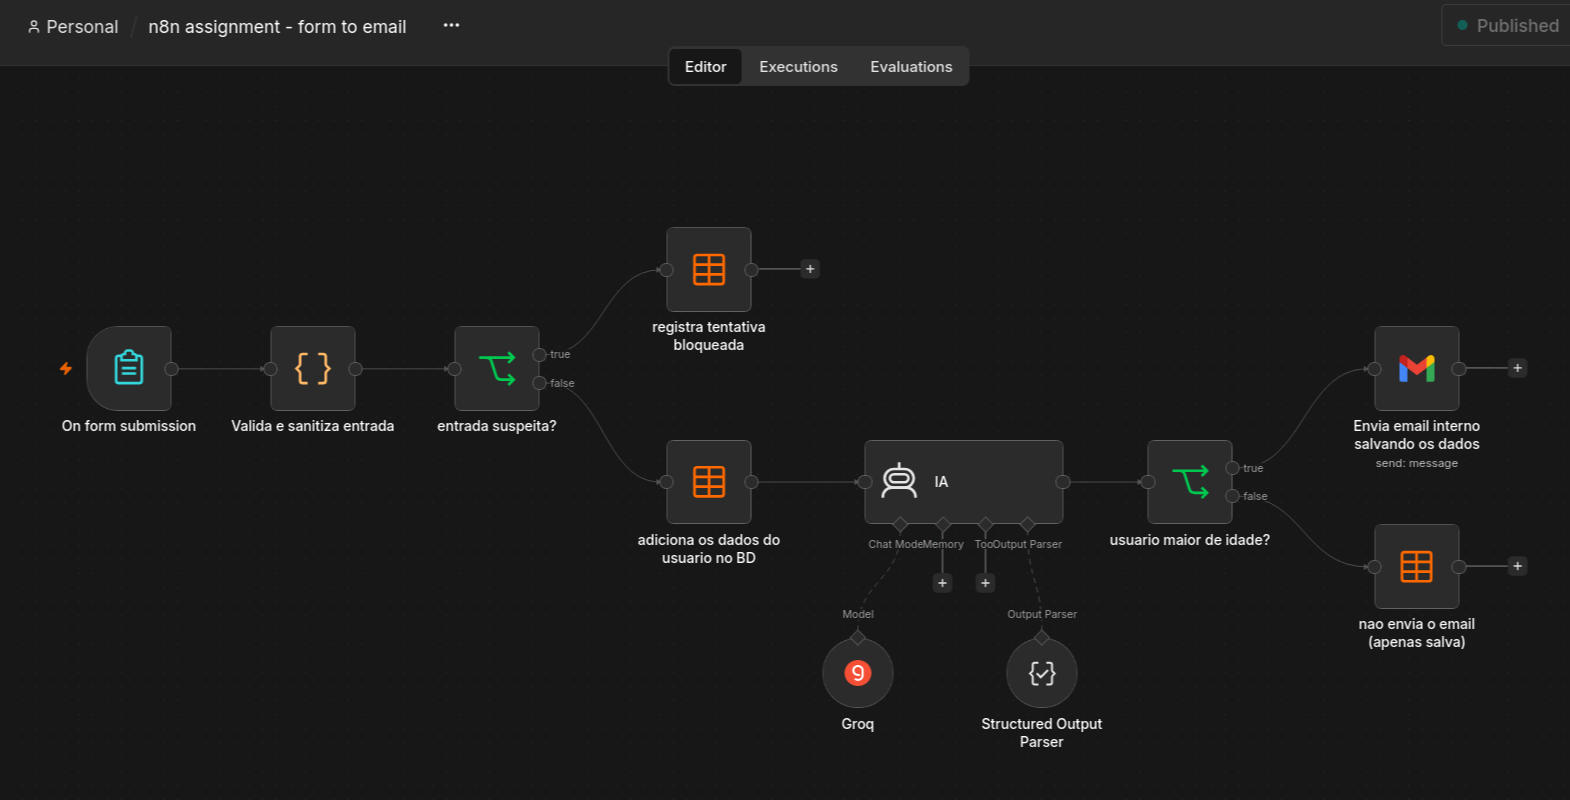 Personal / n8n assignment - form to email ...
Published
Editor Executions Evaluations
registra tentativa
bloqueada
true
false
On form submission
Valida e sanitiza entrada
entrada suspeita?
adiciona os dados do
usuario no BD
IA
Chat Model
Memory
Too
Output Parser
Model
Output Parser
Groq
Structured Output
Parser
usuario maior de idade?
true
false
Envia email interno
salvando os dados
send: message
nao envia o email
(apenas salva)